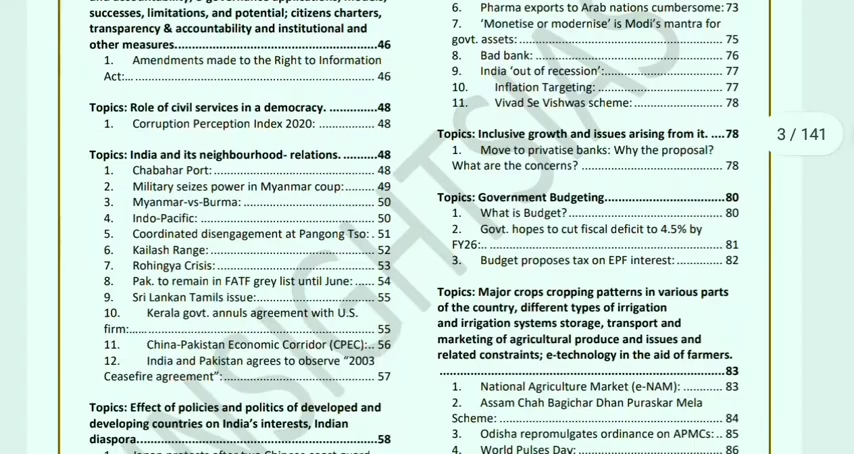 successes, limitations, and potential; citizens charters,
transparency & accountability and institutional and
other measures..............................................46
1. Amendments made to the Right to Information
Act:... ........................................................ 46
Topics: Role of civil services in a democracy. ............48
1. Corruption Perception Index 2020: ............. 48
Topics: India and its neighbourhood- relations. .........48
1. Chabahar Port: ........................................ 48
2. Military seizes power in Myanmar coup:........ 49
3. Myanmar-vs-Burma: ................................ 50
4. Indo-Pacific: ........................................... 50
5. Coordinated disengagement at Pangong Tso: . 51
6. Kailash Range: ......................................... 52
7. Rohingya Crisis: ........................................ 53
8. Pak. to remain in FATF grey list until June: ...... 54
9. Sri Lankan Tamils issue:............................. 55
10. Kerala govt. annuls agreement with U.S.
firm:..... ....................................................... 55
11. China-Pakistan Economic Corridor (CPEC):.. 56
12. India and Pakistan agrees to observe “2003
Ceasefire agreement”: ................................... 57
Topics: Effect of policies and politics of developed and
developing countries on India’s interests, Indian
diaspora.......................................................58
6. Pharma exports to Arab nations cumbersome: 73
7. ‘Monetise or modernise’ is Modi’s mantra for
govt. assets: ................................................ 75
8. Bad bank: ............................................... 76
9. India ‘out of recession’:............................. 77
10. Inflation Targeting: ................................ 77
11. Vivad Se Vishwas scheme: ...................... 78
Topics: Inclusive growth and issues arising from it. ....78
1. Move to privatise banks: Why the proposal?
What are the concerns? ................................. 78
Topics: Government Budgeting.............................80
1. What is Budget? ...................................... 80
2. Govt. hopes to cut fiscal deficit to 4.5% by
FY26:.. ........................................................ 81
3. Budget proposes tax on EPF interest: ............ 82
Topics: Major crops cropping patterns in various parts
of the country, different types of irrigation
and irrigation systems storage, transport and
marketing of agricultural produce and issues and
related constraints; e-technology in the aid of farmers.
....................................................................83
1. National Agriculture Market (e-NAM): ........... 83
2. Assam Chah Bagichar Dhan Puraskar Mela
Scheme: ...................................................... 84
3. Odisha repromulgates ordinance on APMCs: .. 85
4. World Pulses Day: .................................... 86
3 / 141
INSIGHTSIAS